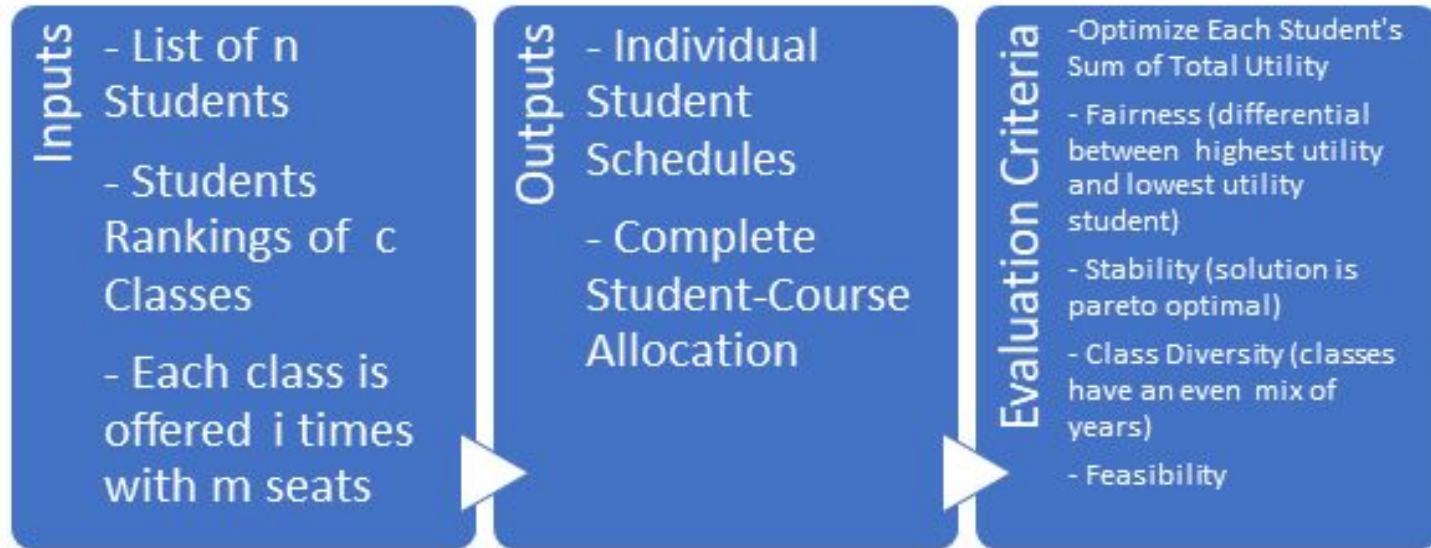 Inputs
- List of n
Students
- Students
Rankings of c
Classes
- Each class is
offered i times
with m seats
Outputs
- Individual
Student
Schedules
- Complete
Student-Course
Allocation
Evaluation Criteria
-Optimize Each Student's
Sum of Total Utility
- Fairness (differential
between highest utility
and lowest utility
student)
- Stability (solution is
pareto optimal)
- Class Diversity (classes
have an even mix of
years)
- Feasibility